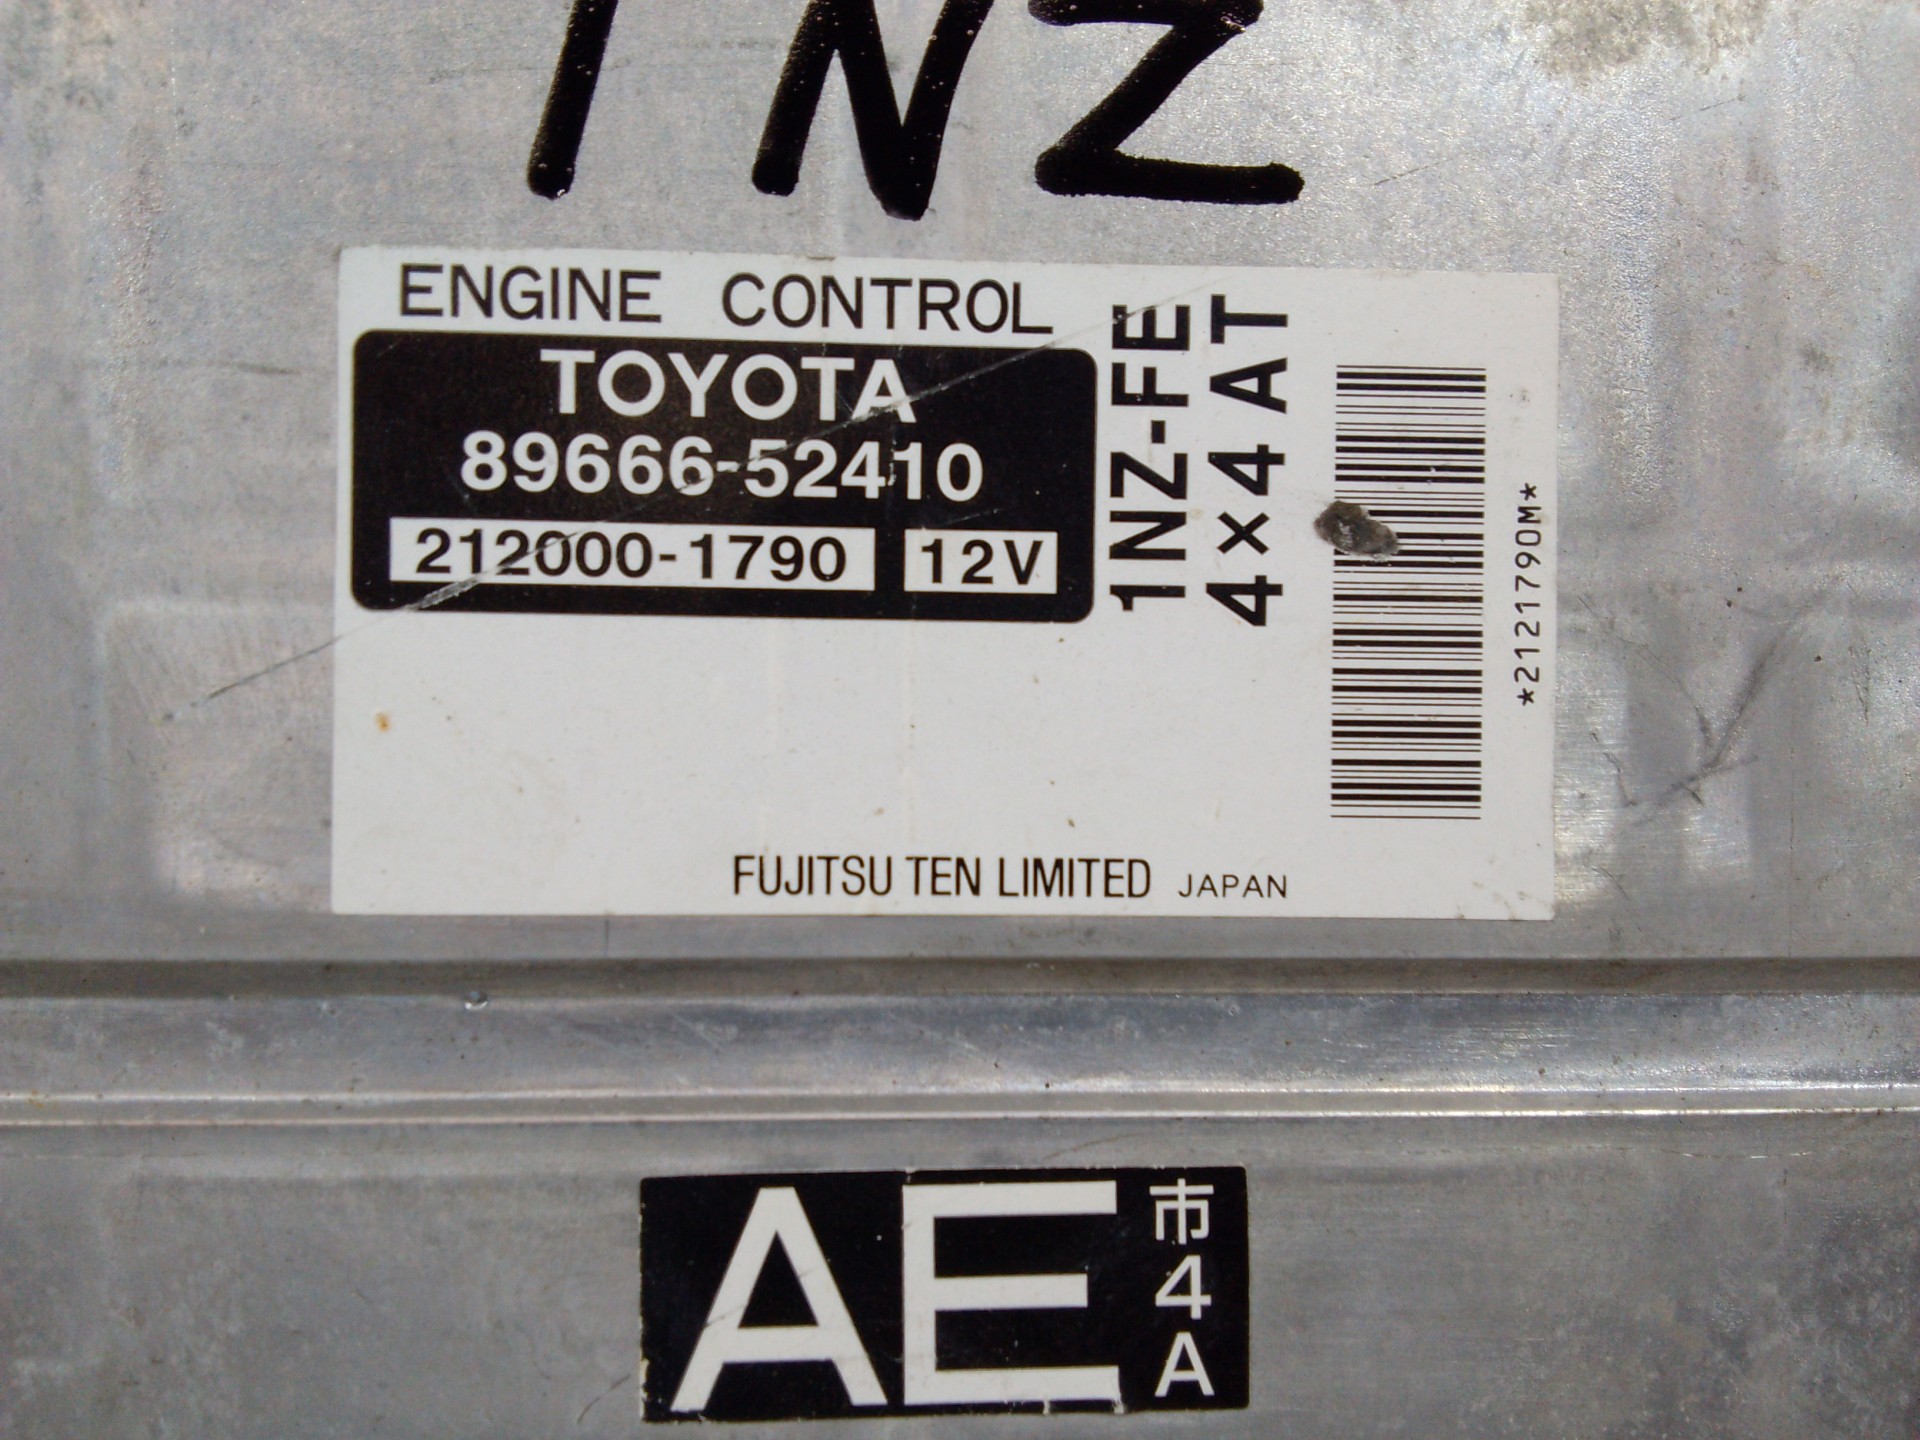 1NZ
ENGINE CONTROL
TOYOTA
89666-52410
212000-1790 12V
1NZ-FE
4×4 AT
*2121790M*
FUJITSU TEN LIMITED JAPAN
AE
市
4
A